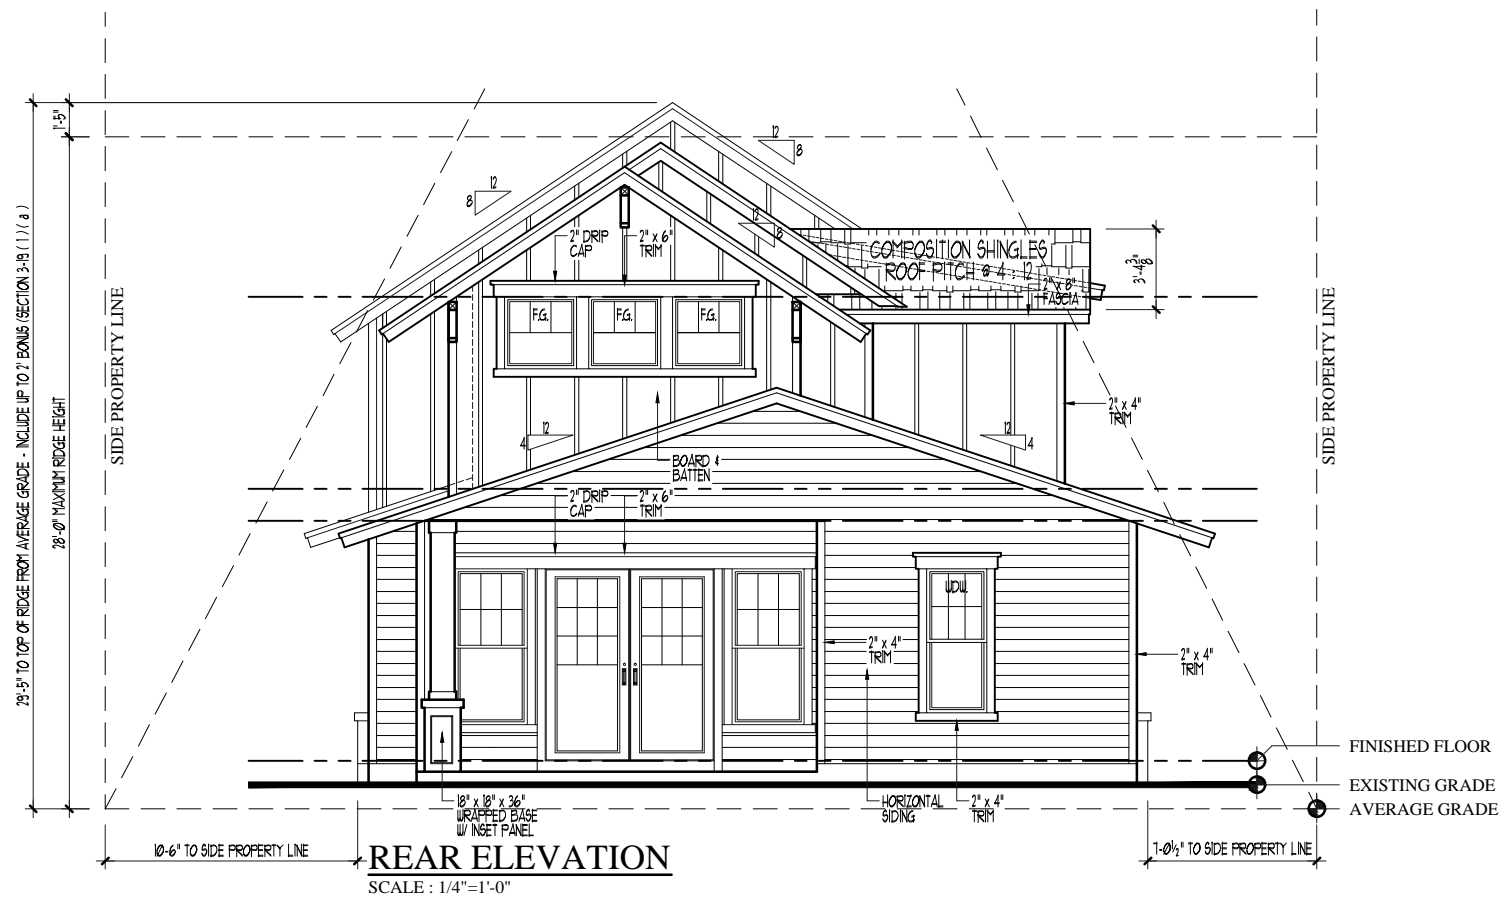 1'-5"
12
8
12
8
12
8
2" DRIP
CAP
2" x 6"
TRIM
COMPOSITION SHINGLES
ROOF PITCH @ 4 : 12
2" x 8"
FASCIA
3'-4 3/8"
F.G.
F.G.
F.G.
SIDE PROPERTY LINE
SIDE PROPERTY LINE
29'-5" TO TOP OF RIDGE FROM AVERAGE GRADE - INCLUDE UP TO 2' BONUS (SECTION 3-19 ( 1 ) ( a )
28'-0" MAXIMUM RIDGE HEIGHT
2" x 4"
TRIM
12
4
12
4
BOARD &
BATTEN
2" DRIP
CAP
2" x 6"
TRIM
WDW.
2" x 4"
TRIM
2" x 4"
TRIM
FINISHED FLOOR
EXISTING GRADE
AVERAGE GRADE
18" x 18" x 36"
WRAPPED BASE
W/ INSET PANEL
HORIZONTAL
SIDING
2" x 4"
TRIM
10'-6" TO SIDE PROPERTY LINE
7'-0½" TO SIDE PROPERTY LINE
REAR ELEVATION
SCALE : 1/4"=1'-0"